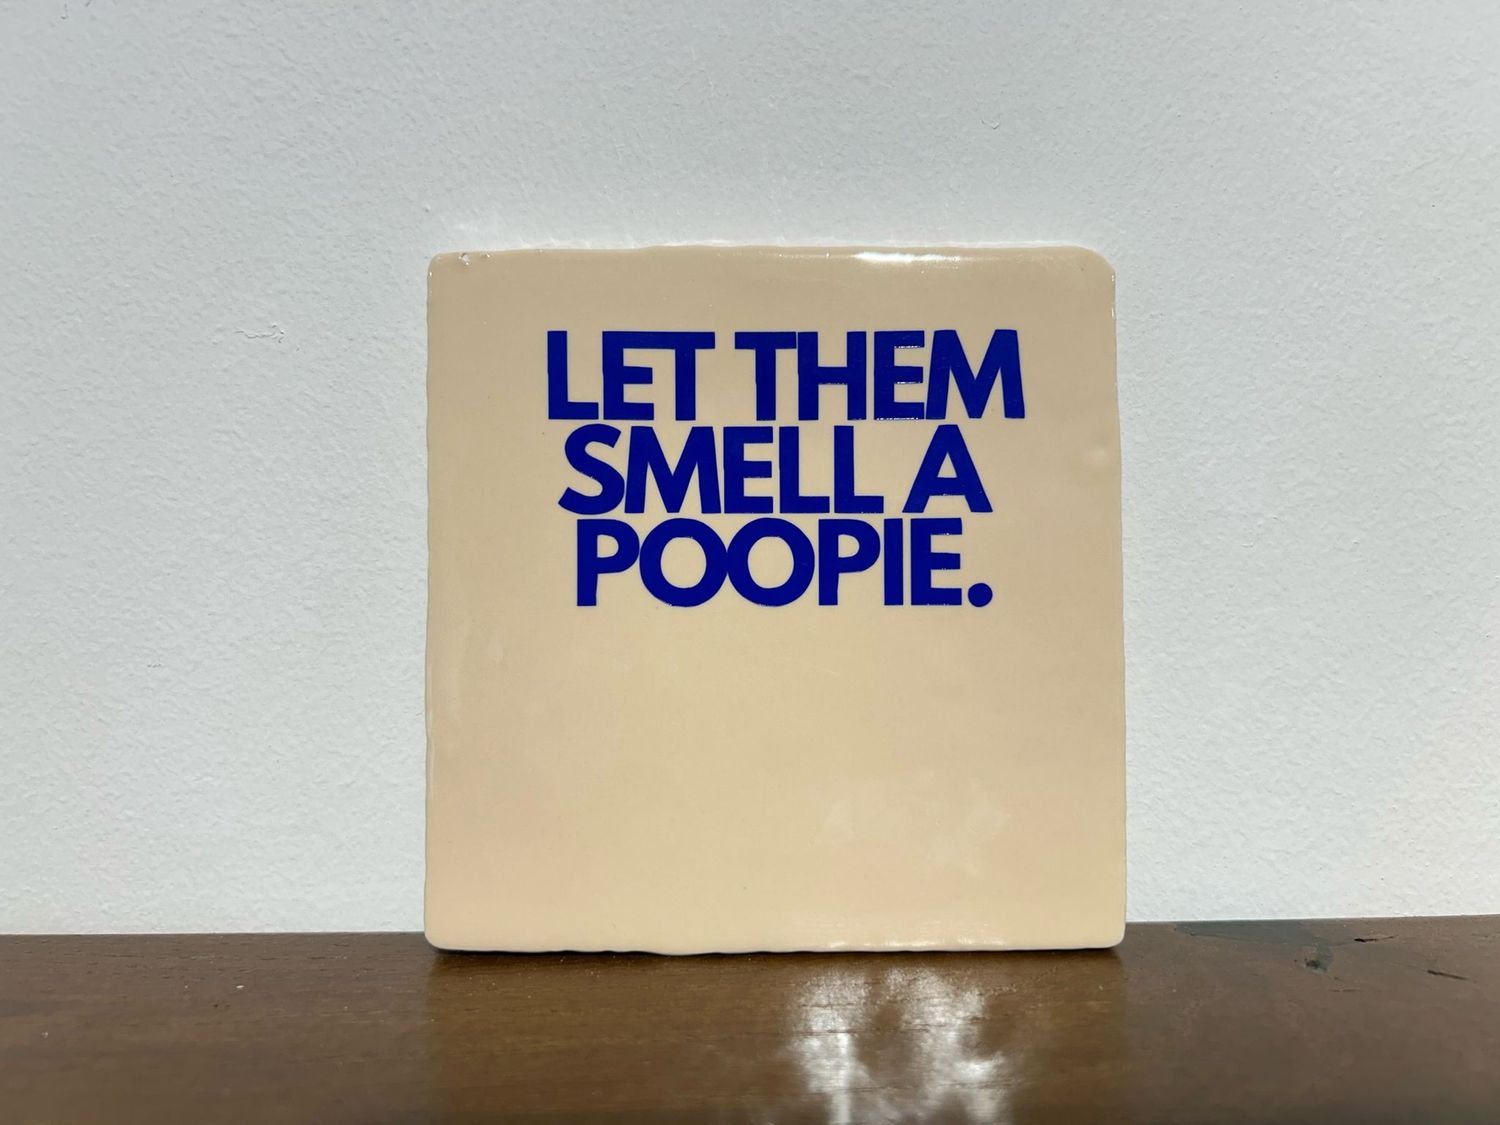 LET THEM
SMELL A
POOPIE.